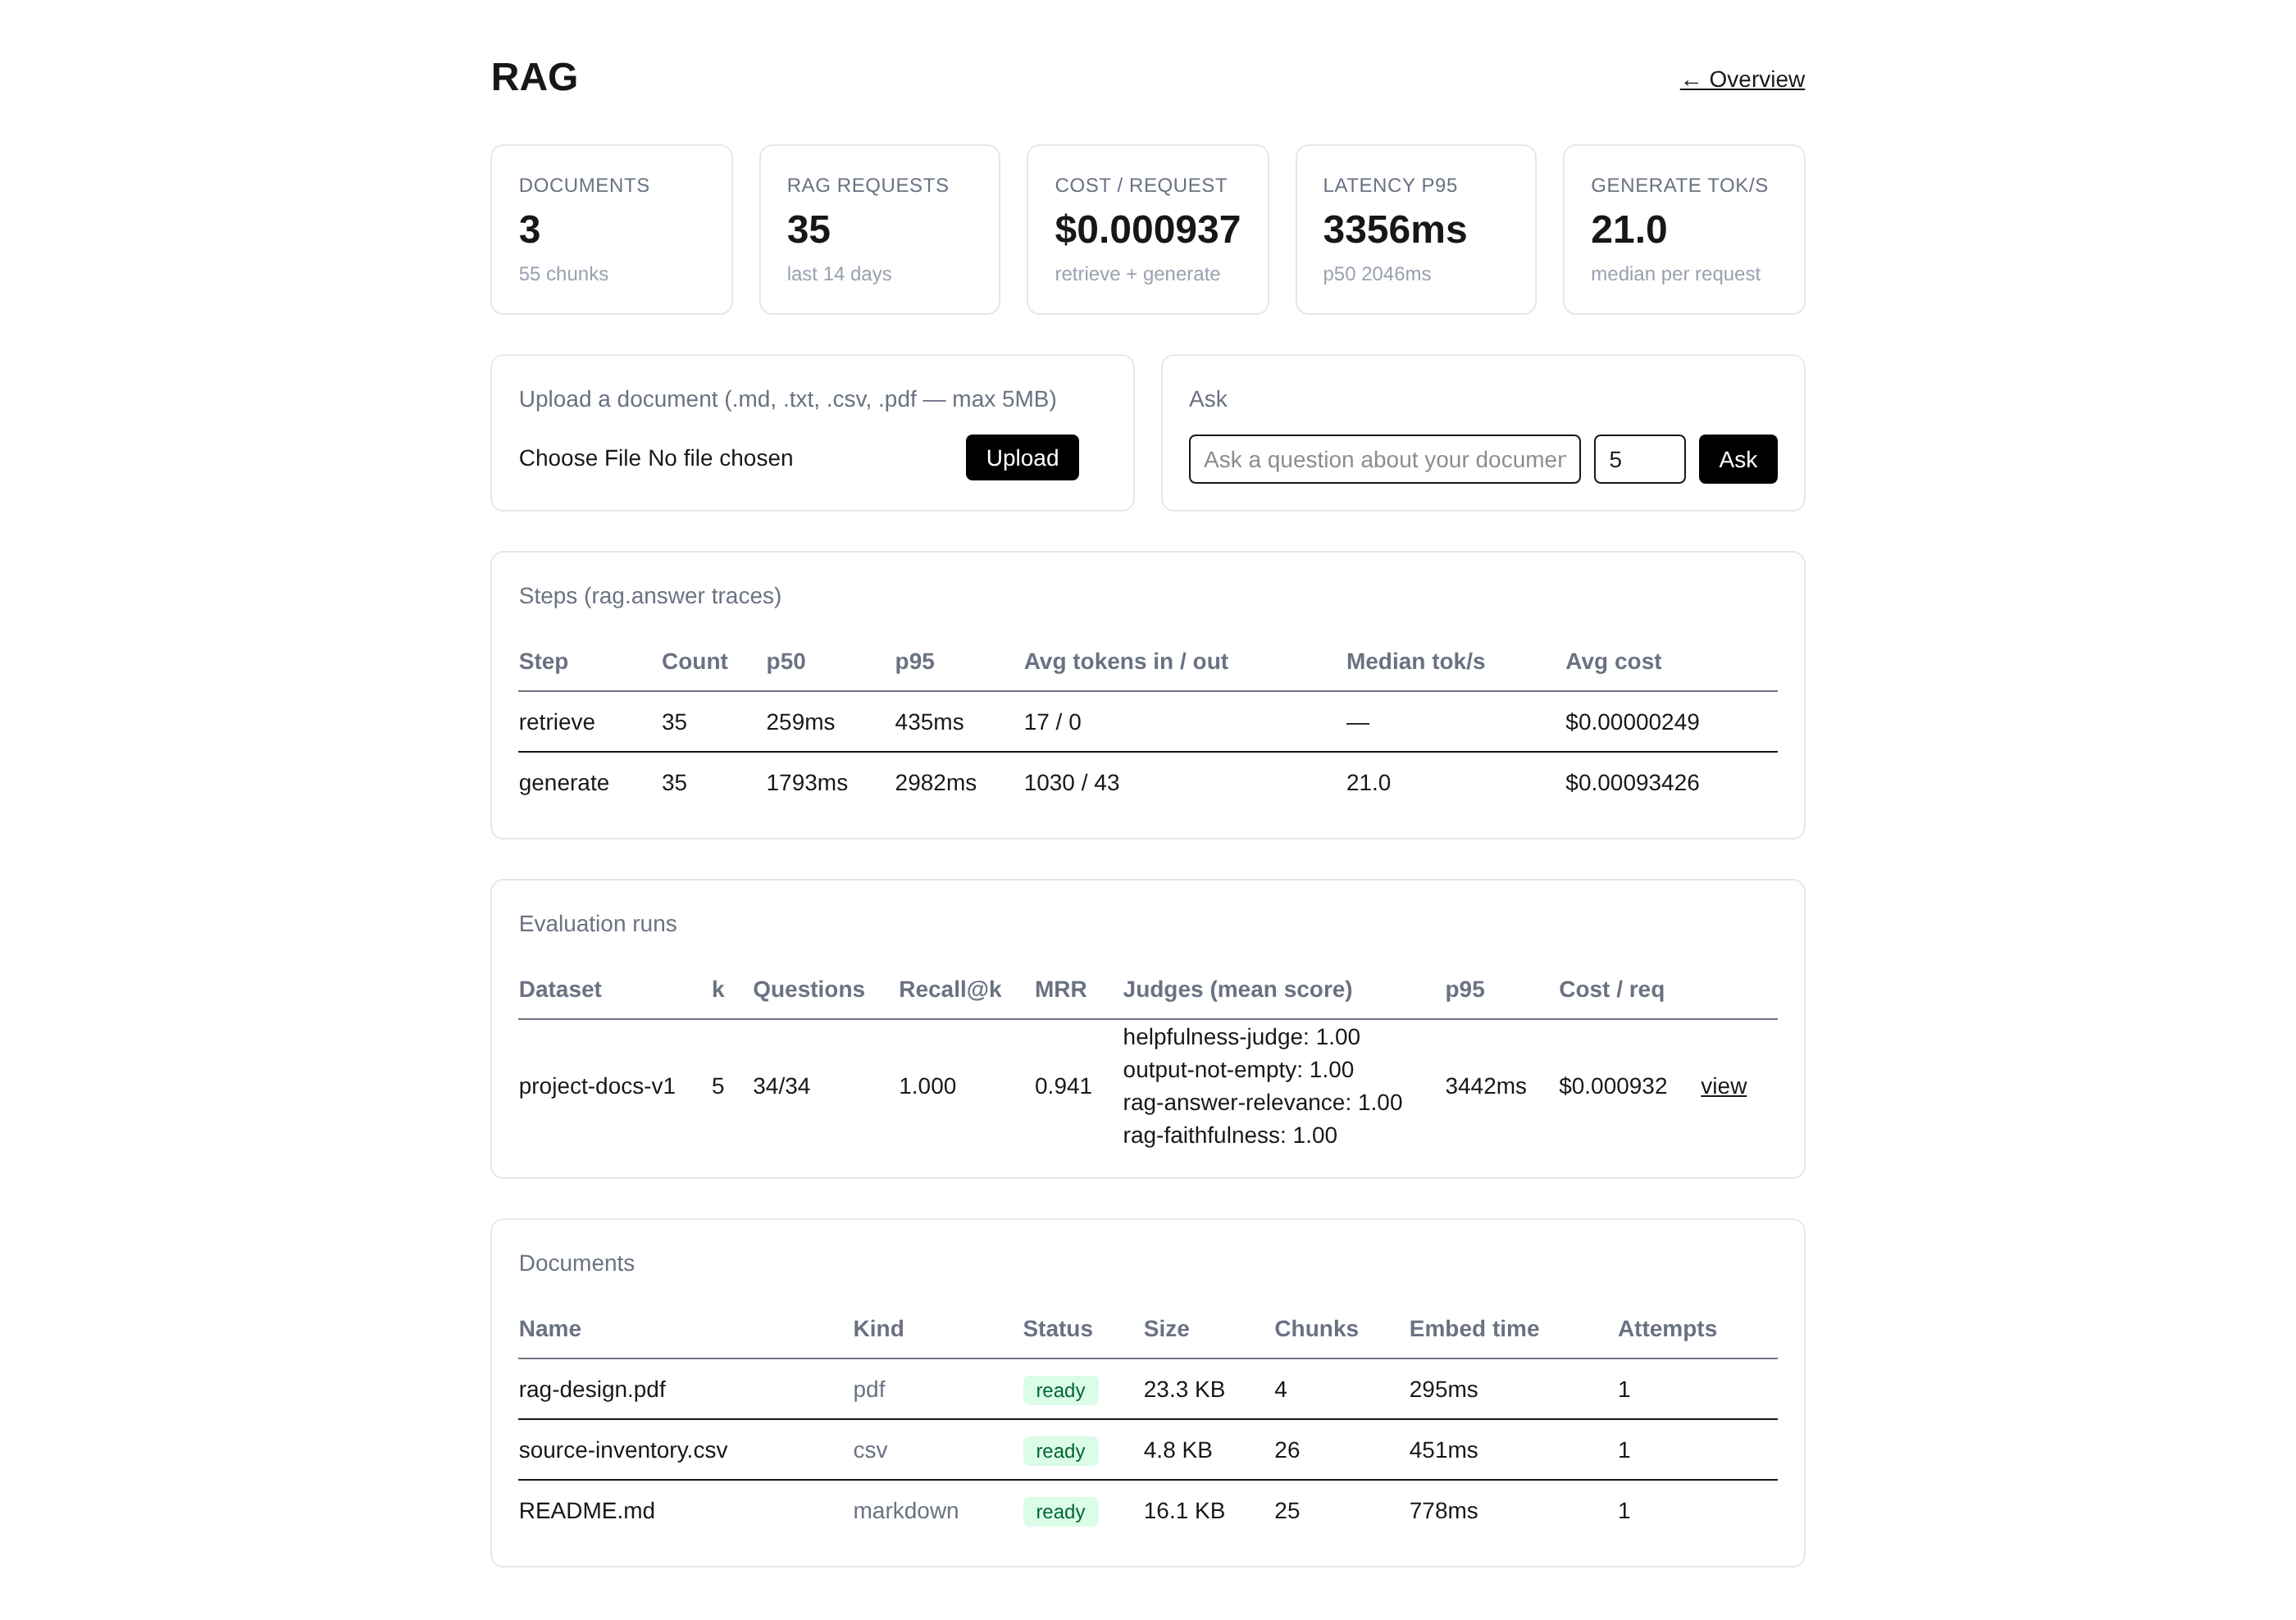 RAG
← Overview
DOCUMENTS
3
55 chunks
RAG REQUESTS
35
last 14 days
COST / REQUEST
$0.000937
retrieve + generate
LATENCY P95
3356ms
p50 2046ms
GENERATE TOK/S
21.0
median per request
Upload a document (.md, .txt, .csv, .pdf — max 5MB)
Choose File No file chosen
Upload
Ask
Ask a question about your documen
5
Ask
Steps (rag.answer traces)
Step Count p50 p95 Avg tokens in / out Median tok/s Avg cost
retrieve 35 259ms 435ms 17 / 0 — $0.00000249
generate 35 1793ms 2982ms 1030 / 43 21.0 $0.00093426
Evaluation runs
Dataset k Questions Recall@k MRR Judges (mean score) p95 Cost / req
project-docs-v1 5 34/34 1.000 0.941
helpfulness-judge: 1.00
output-not-empty: 1.00
rag-answer-relevance: 1.00
rag-faithfulness: 1.00
3442ms $0.000932 view
Documents
Name Kind Status Size Chunks Embed time Attempts
rag-design.pdf pdf ready 23.3 KB 4 295ms 1
source-inventory.csv csv ready 4.8 KB 26 451ms 1
README.md markdown ready 16.1 KB 25 778ms 1